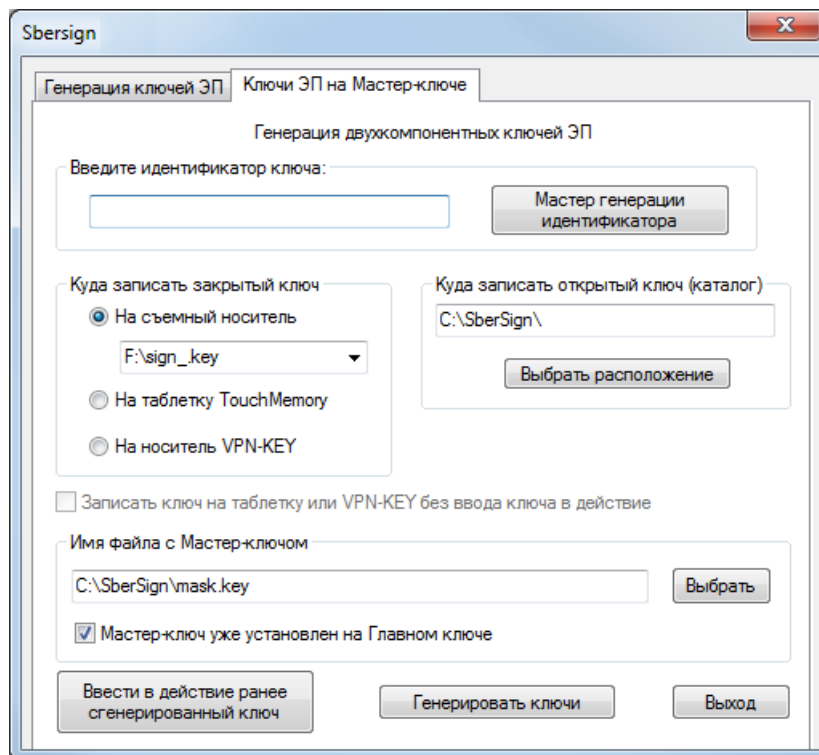 Sbersign
Генерация ключей ЭП
Ключи ЭП на Мастер-ключе
Генерация двухкомпонентных ключей ЭП
Введите идентификатор ключа:
Мастер генерации
идентификатора
Куда записать закрытый ключ
На съемный носитель
F:\sign_.key
На таблетку TouchMemory
На носитель VPN-KEY
Куда записать открытый ключ (каталог)
C:\SberSign\
Выбрать расположение
Записать ключ на таблетку или VPN-KEY без ввода ключа в действие
Имя файла с Мастер-ключом
C:\SberSign\mask.key
Выбрать
Мастер-ключ уже установлен на Главном ключе
Ввести в действие ранее
сгенерированный ключ
Генерировать ключи
Выход